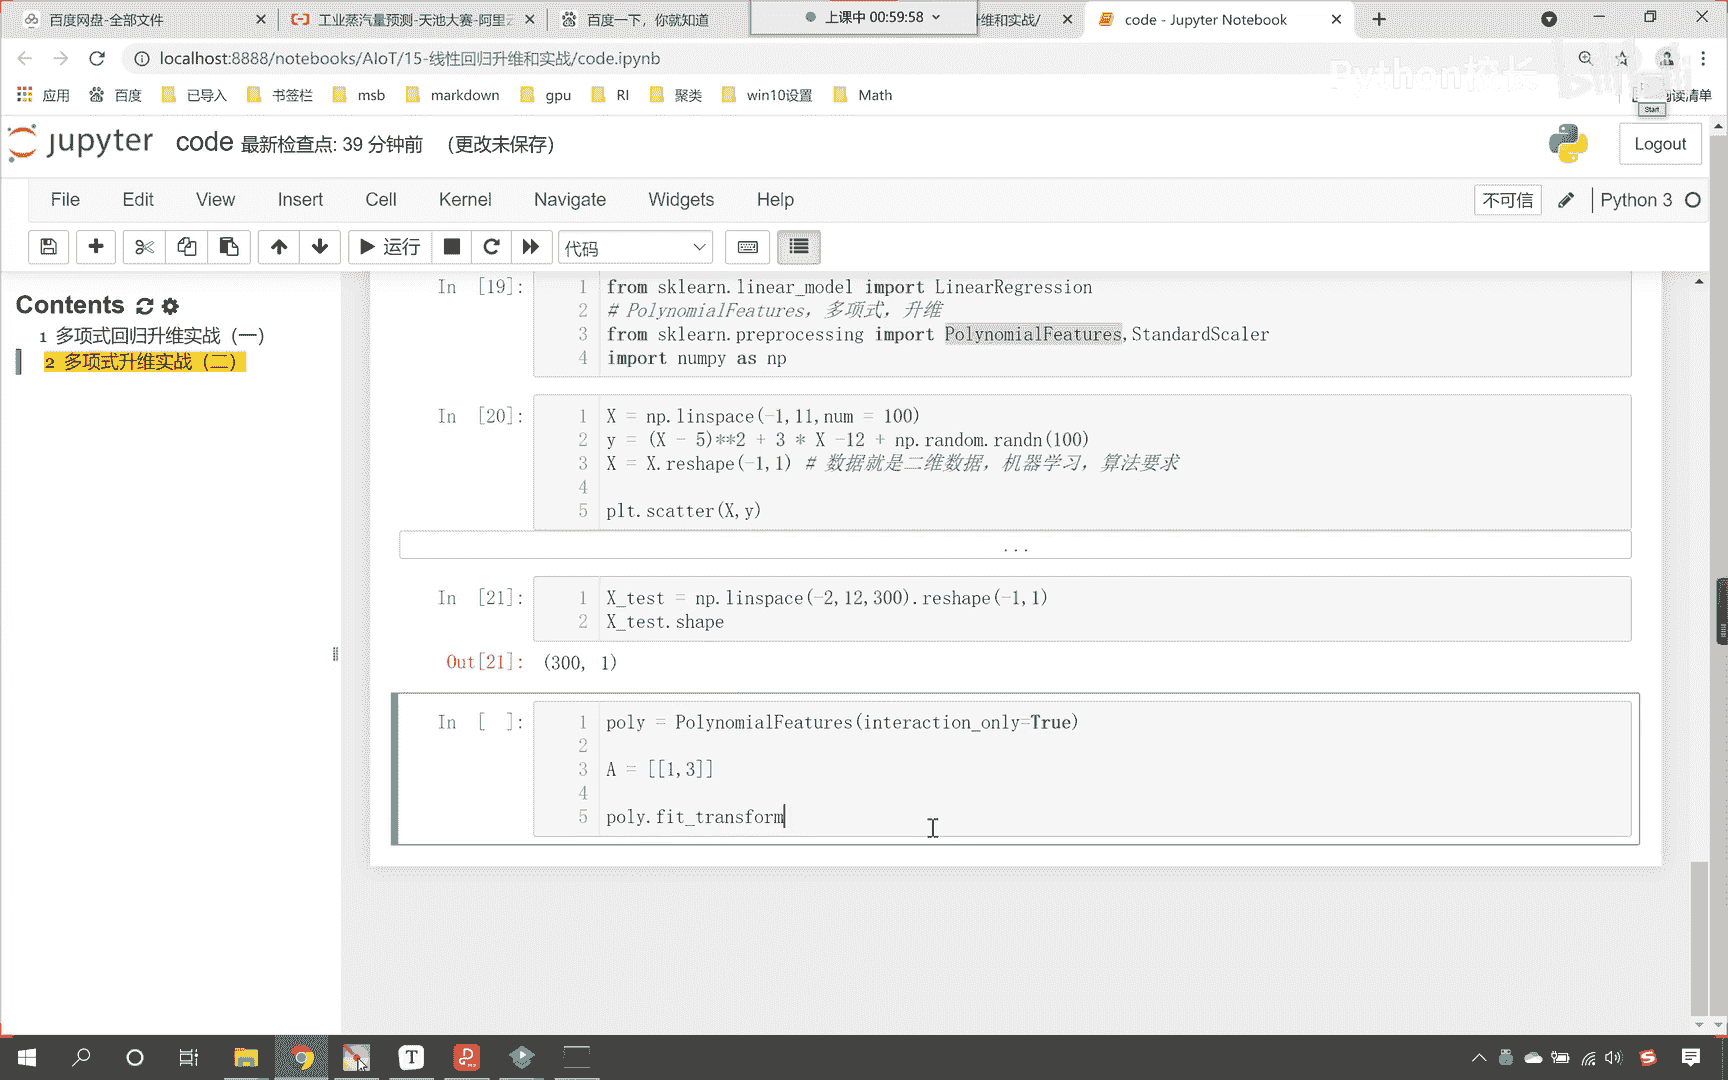 百度网盘-全部文件
工业蒸汽量预测-天池大赛-阿里云
百度一下，你就知道
上课中 00:59:58
升维和实战/
code - Jupyter Notebook
localhost:8888/notebooks/AIoT/15-线性回归升维和实战/code.ipynb
Python校长
应用 百度 已导入 书签栏 msb markdown gpu RI 聚类 win10设置 Math 阅读清单
Start
jupyter code 最新检查点: 39 分钟前 (更改未保存)
Logout
File Edit View Insert Cell Kernel Navigate Widgets Help 不可信 Python 3
运行 代码
Contents
1 多项式回归升维实战（一）
2 多项式升维实战（二）
In [19]:
1 from sklearn.linear_model import LinearRegression
2 # PolynomialFeatures，多项式，升维
3 from sklearn.preprocessing import PolynomialFeatures,StandardScaler
4 import numpy as np
In [20]:
1 X = np.linspace(-1,11,num = 100)
2 y = (X - 5)**2 + 3 * X -12 + np.random.randn(100)
3 X = X.reshape(-1,1) # 数据就是二维数据，机器学习，算法要求
4
5 plt.scatter(X,y)
...
In [21]:
1 X_test = np.linspace(-2,12,300).reshape(-1,1)
2 X_test.shape
Out[21]: (300, 1)
In [ ]:
1 poly = PolynomialFeatures(interaction_only=True)
2
3 A = [[1,3]]
4
5 poly.fit_transform